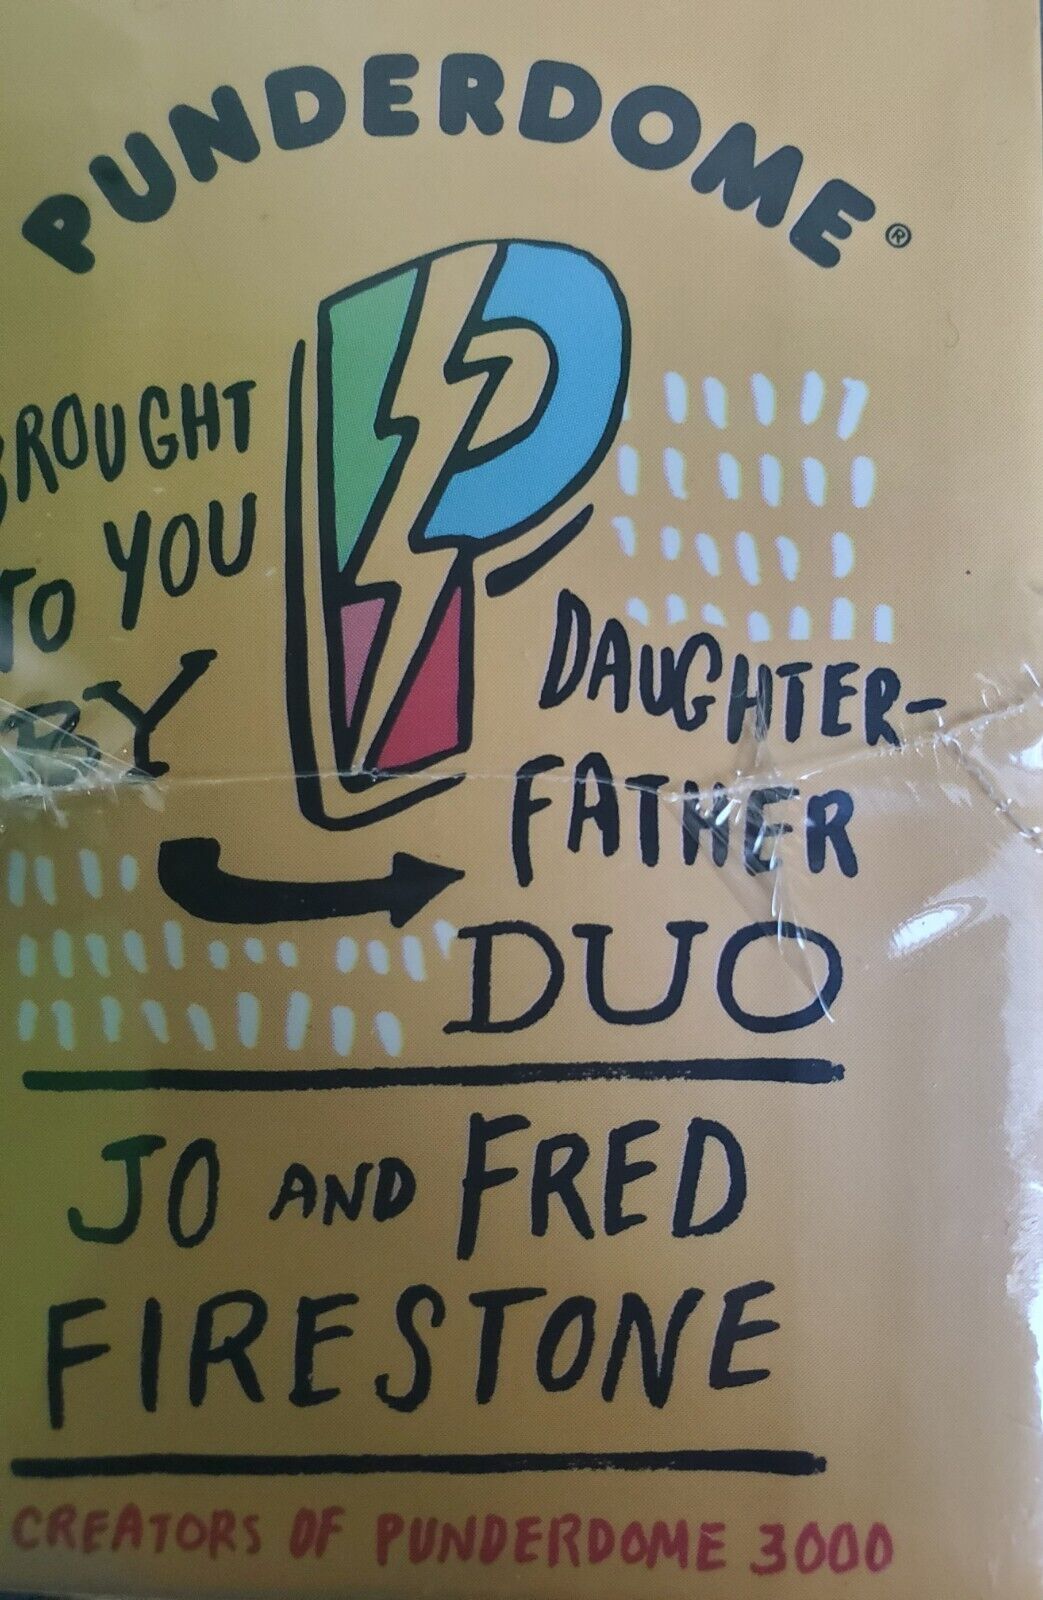 PUNDERDOME®
P
BROUGHT
TO YOU
BY
DAUGHTER-
FATHER
DUO
JO AND FRED
FIRESTONE
CREATORS OF PUNDERDOME 3000